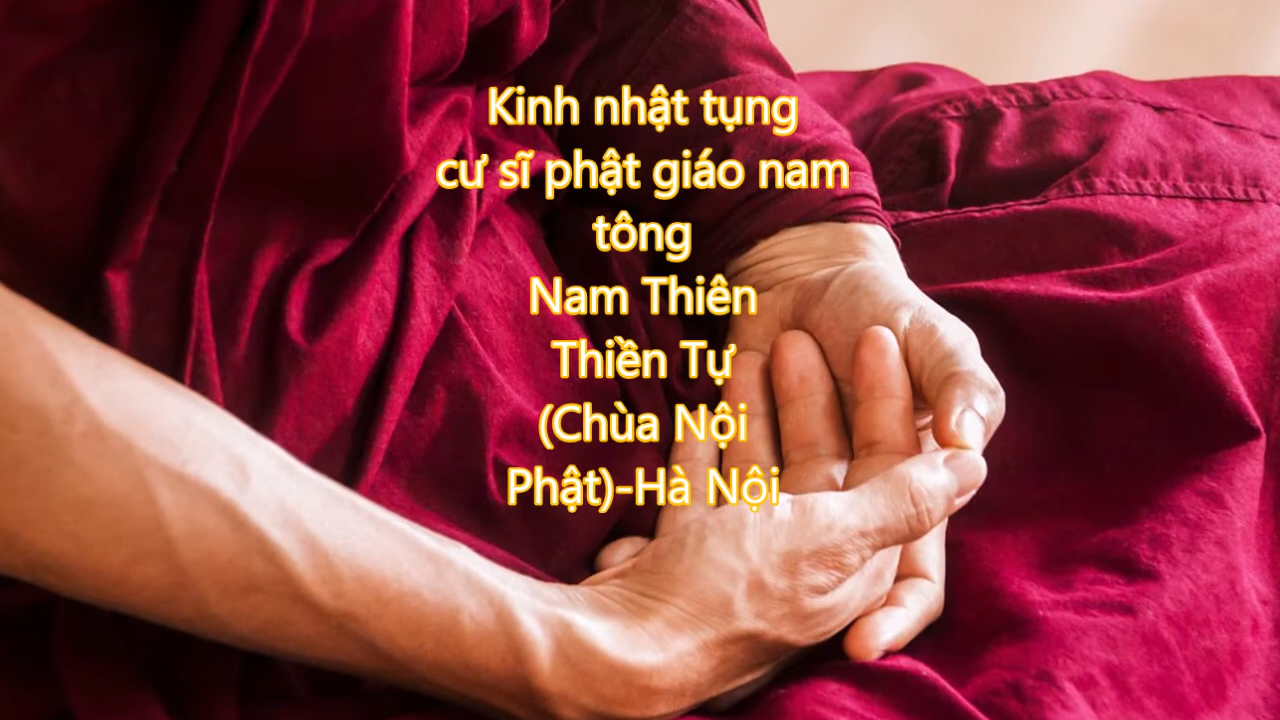 Kinh nhật tụng
cư sĩ phật giáo nam
tông
Nam Thiên
Thiền Tự
(Chùa Nội
Phật)-Hà Nội